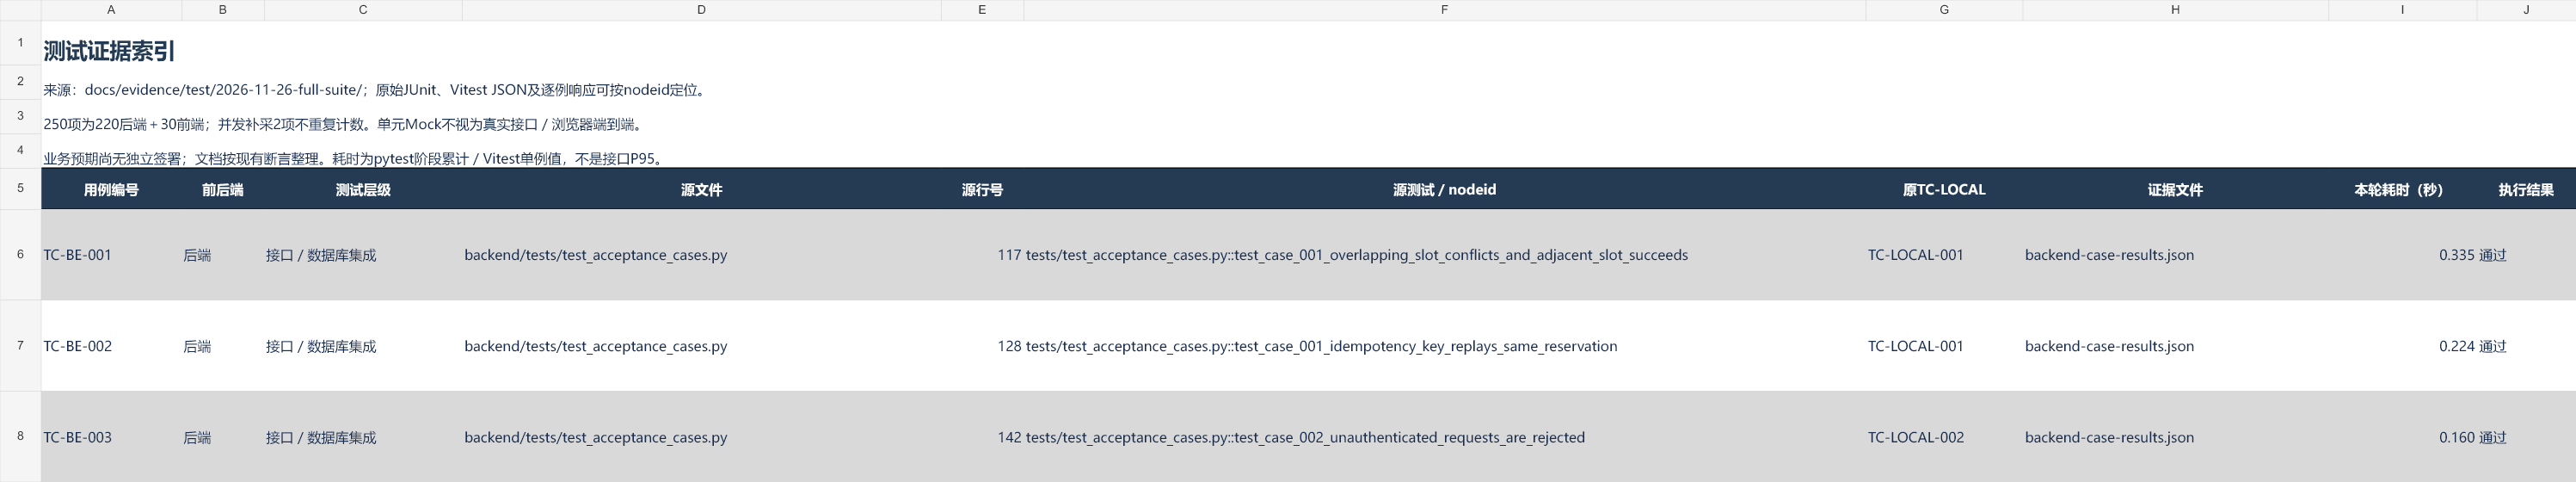 A B C D E F G H I J
1 测试证据索引
2 来源：docs/evidence/test/2026-11-26-full-suite/；原始JUnit、Vitest JSON及逐例响应可按nodeid定位。
3 250项为220后端＋30前端；并发补采2项不重复计数。单元Mock不视为真实接口 / 浏览器端到端。
4 业务预期尚无独立签署；文档按现有断言整理。耗时为pytest阶段累计 / Vitest单例值，不是接口P95。
5 用例编号 前后端 测试层级 源文件 源行号 源测试 / nodeid 原TC-LOCAL 证据文件 本轮耗时（秒） 执行结果
6 TC-BE-001 后端 接口 / 数据库集成 backend/tests/test_acceptance_cases.py 117 tests/test_acceptance_cases.py::test_case_001_overlapping_slot_conflicts_and_adjacent_slot_succeeds TC-LOCAL-001 backend-case-results.json 0.335 通过
7 TC-BE-002 后端 接口 / 数据库集成 backend/tests/test_acceptance_cases.py 128 tests/test_acceptance_cases.py::test_case_001_idempotency_key_replays_same_reservation TC-LOCAL-001 backend-case-results.json 0.224 通过
8 TC-BE-003 后端 接口 / 数据库集成 backend/tests/test_acceptance_cases.py 142 tests/test_acceptance_cases.py::test_case_002_unauthenticated_requests_are_rejected TC-LOCAL-002 backend-case-results.json 0.160 通过